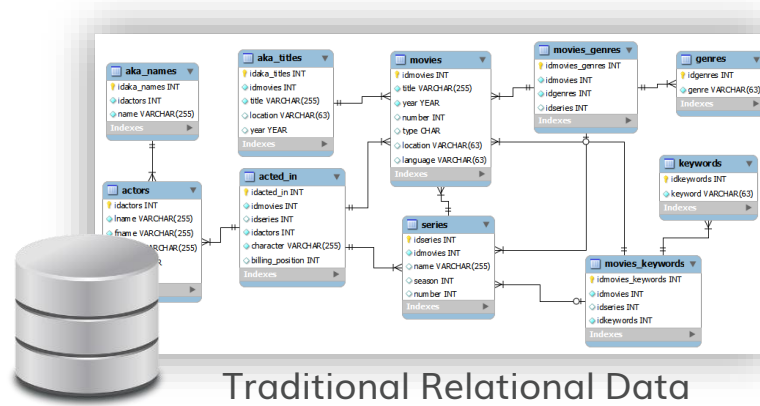 aka_names
idaka_names INT
idactors INT
name VARCHAR(255)
Indexes
aka_titles
idaka_titles INT
idmovies INT
title VARCHAR(255)
location VARCHAR(63)
year YEAR
Indexes
movies
idmovies INT
title VARCHAR(255)
year YEAR
number INT
type CHAR
location VARCHAR(63)
language VARCHAR(63)
Indexes
movies_genres
idmovies_genres INT
idmovies INT
idgenres INT
idseries INT
Indexes
genres
idgenres INT
genre VARCHAR(63)
Indexes
actors
idactors INT
lname VARCHAR(255)
fname VARCHAR(255)
VARCHAR(255)
acted_in
idacted_in INT
idmovies INT
idseries INT
idactors INT
character VARCHAR(255)
billing_position INT
Indexes
series
idseries INT
idmovies INT
name VARCHAR(255)
season INT
number INT
Indexes
keywords
idkeywords INT
keyword VARCHAR(63)
Indexes
movies_keywords
idmovies_keywords INT
idmovies INT
idseries INT
idkeywords INT
Indexes
Traditional Relational Data